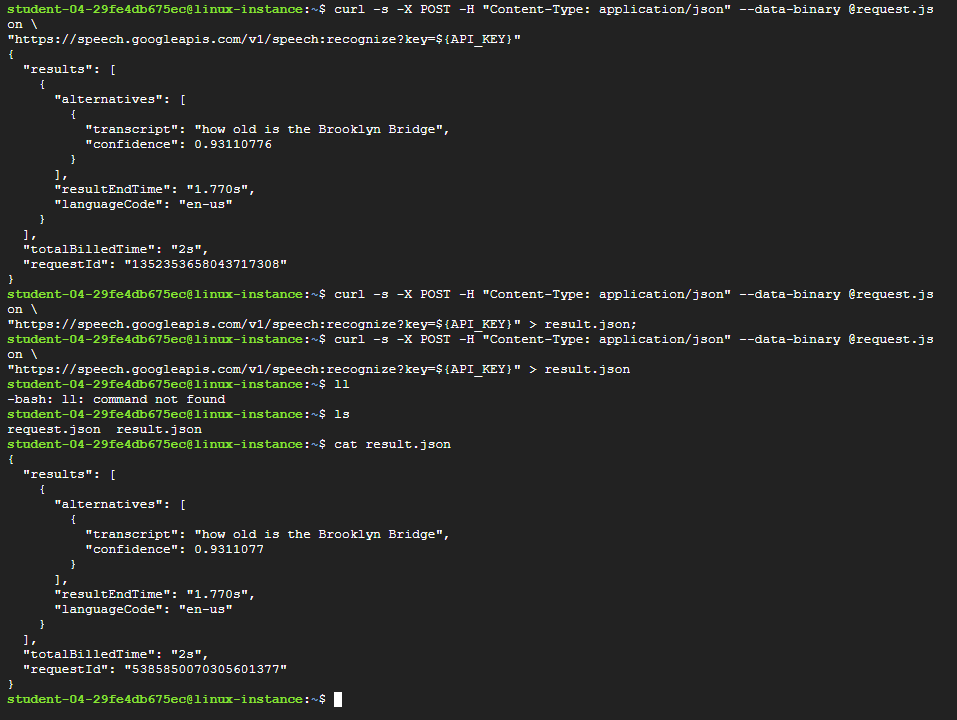 student-04-29fe4db675ec@linux-instance:~$ curl -s -X POST -H "Content-Type: application/json" --data-binary @request.js
on \
"https://speech.googleapis.com/v1/speech:recognize?key=${API_KEY}"
{
  "results": [
    {
      "alternatives": [
        {
          "transcript": "how old is the Brooklyn Bridge",
          "confidence": 0.93110776
        }
      ],
      "resultEndTime": "1.770s",
      "languageCode": "en-us"
    }
  ],
  "totalBilledTime": "2s",
  "requestId": "1352353658043717308"
}
student-04-29fe4db675ec@linux-instance:~$ curl -s -X POST -H "Content-Type: application/json" --data-binary @request.js
on \
"https://speech.googleapis.com/v1/speech:recognize?key=${API_KEY}" > result.json;
student-04-29fe4db675ec@linux-instance:~$ curl -s -X POST -H "Content-Type: application/json" --data-binary @request.js
on \
"https://speech.googleapis.com/v1/speech:recognize?key=${API_KEY}" > result.json
student-04-29fe4db675ec@linux-instance:~$ ll
-bash: ll: command not found
student-04-29fe4db675ec@linux-instance:~$ ls
request.json  result.json
student-04-29fe4db675ec@linux-instance:~$ cat result.json
{
  "results": [
    {
      "alternatives": [
        {
          "transcript": "how old is the Brooklyn Bridge",
          "confidence": 0.9311077
        }
      ],
      "resultEndTime": "1.770s",
      "languageCode": "en-us"
    }
  ],
  "totalBilledTime": "2s",
  "requestId": "5385850070305601377"
}
student-04-29fe4db675ec@linux-instance:~$